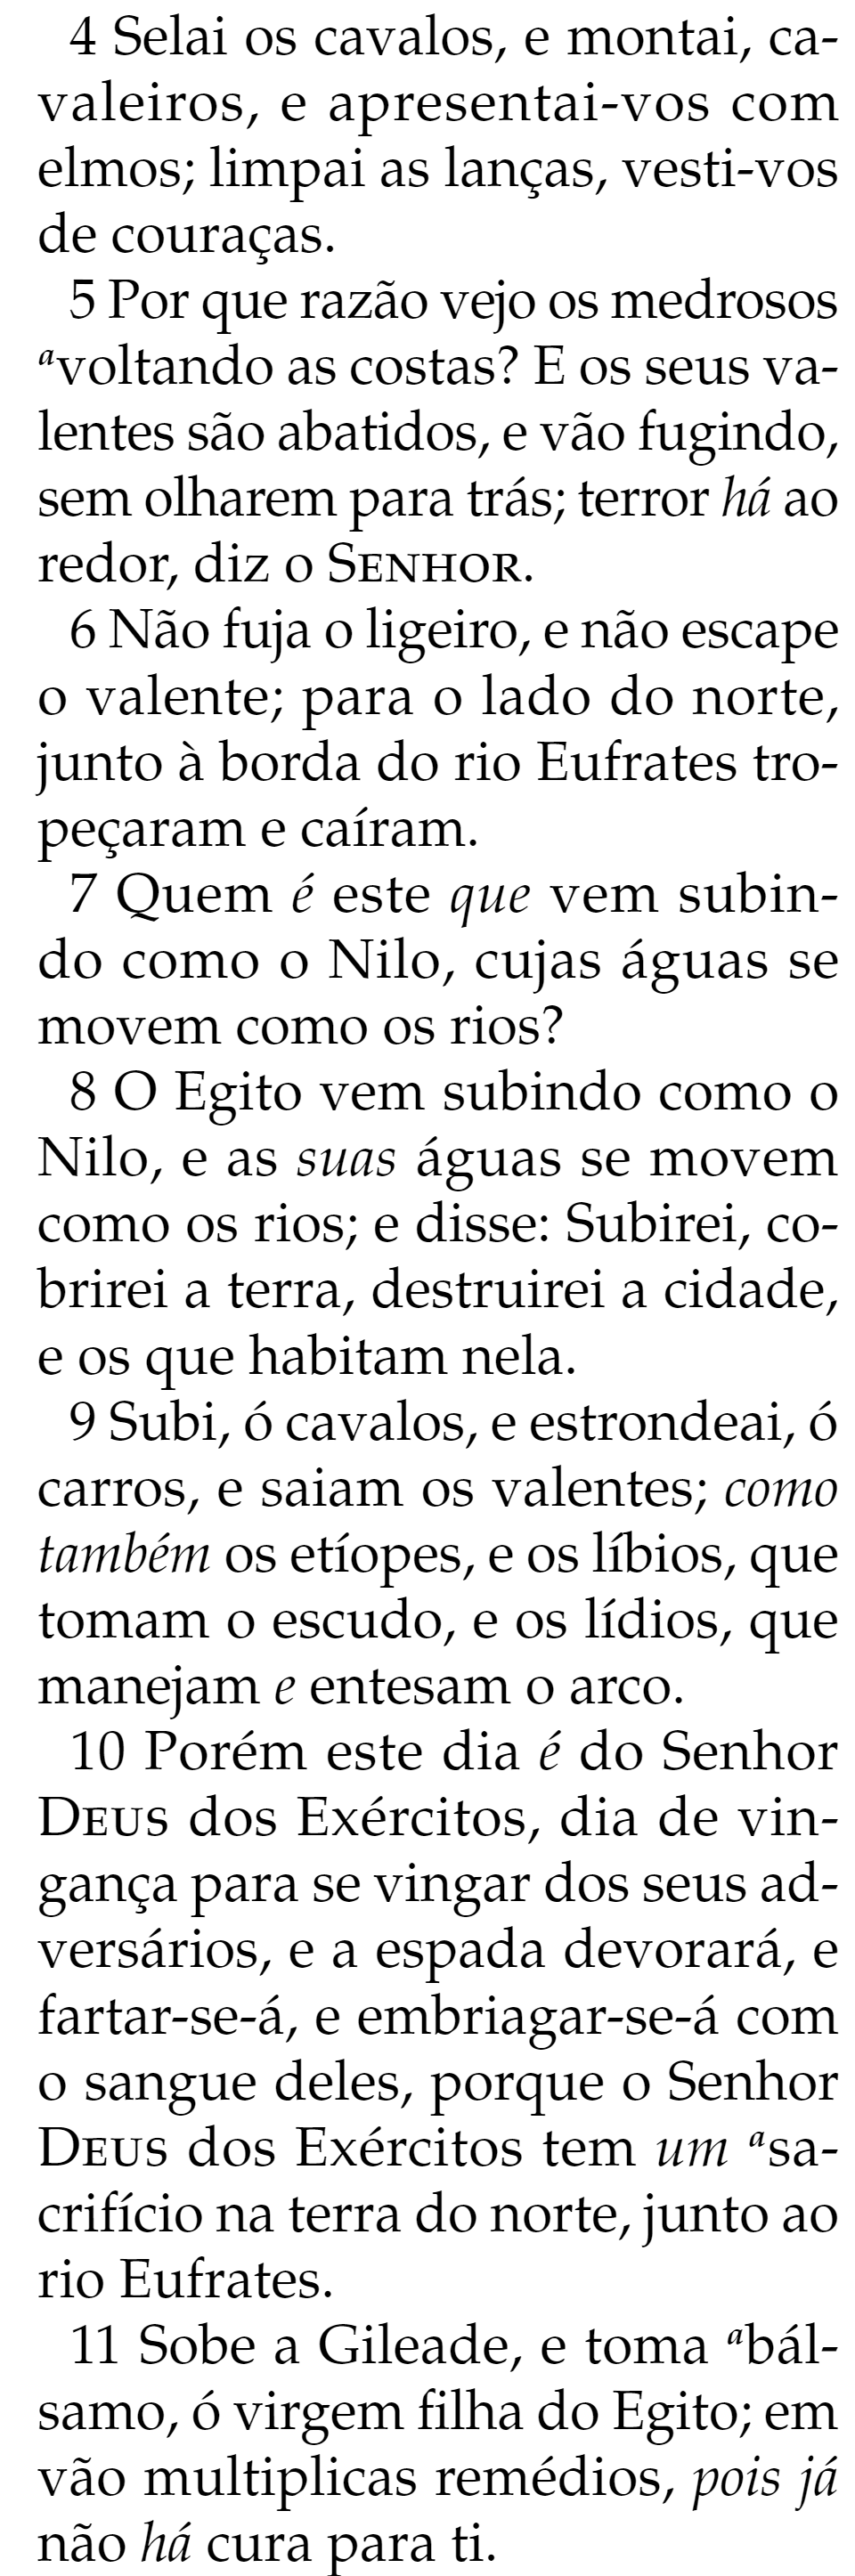 4 Selai os cavalos, e montai, ca-
valeiros, e apresentai-vos com
elmos; limpai as lanças, vesti-vos
de couraças.
5 Por que razão vejo os medrosos
ᵃvoltando as costas? E os seus va-
lentes são abatidos, e vão fugindo,
sem olharem para trás; terror há ao
redor, diz o SENHOR.
6 Não fuja o ligeiro, e não escape
o valente; para o lado do norte,
junto à borda do rio Eufrates tro-
peçaram e caíram.
7 Quem é este que vem subin-
do como o Nilo, cujas águas se
movem como os rios?
8 O Egito vem subindo como o
Nilo, e as suas águas se movem
como os rios; e disse: Subirei, co-
brirei a terra, destruirei a cidade,
e os que habitam nela.
9 Subi, ó cavalos, e estrondeai, ó
carros, e saiam os valentes; como
também os etíopes, e os líbios, que
tomam o escudo, e os lídios, que
manejam e entesam o arco.
10 Porém este dia é do Senhor
DEUS dos Exércitos, dia de vin-
gança para se vingar dos seus ad-
versários, e a espada devorará, e
fartar-se-á, e embriagar-se-á com
o sangue deles, porque o Senhor
DEUS dos Exércitos tem um ᵃsa-
crifício na terra do norte, junto ao
rio Eufrates.
11 Sobe a Gileade, e toma ᵃbál-
samo, ó virgem filha do Egito; em
vão multiplicas remédios, pois já
não há cura para ti.